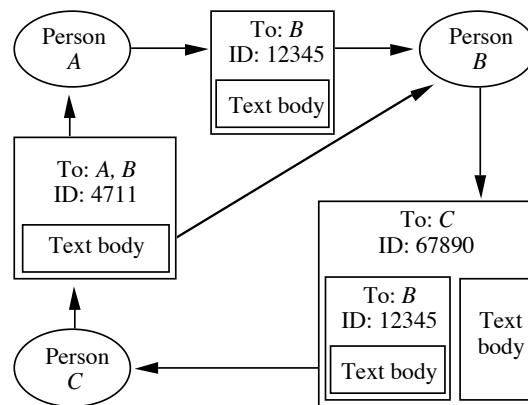 Person
A
To: B
ID: 12345
Text body
Person
B
To: A, B
ID: 4711
Text body
To: C
ID: 67890
To: B
ID: 12345
Text body
Text
body
Person
C